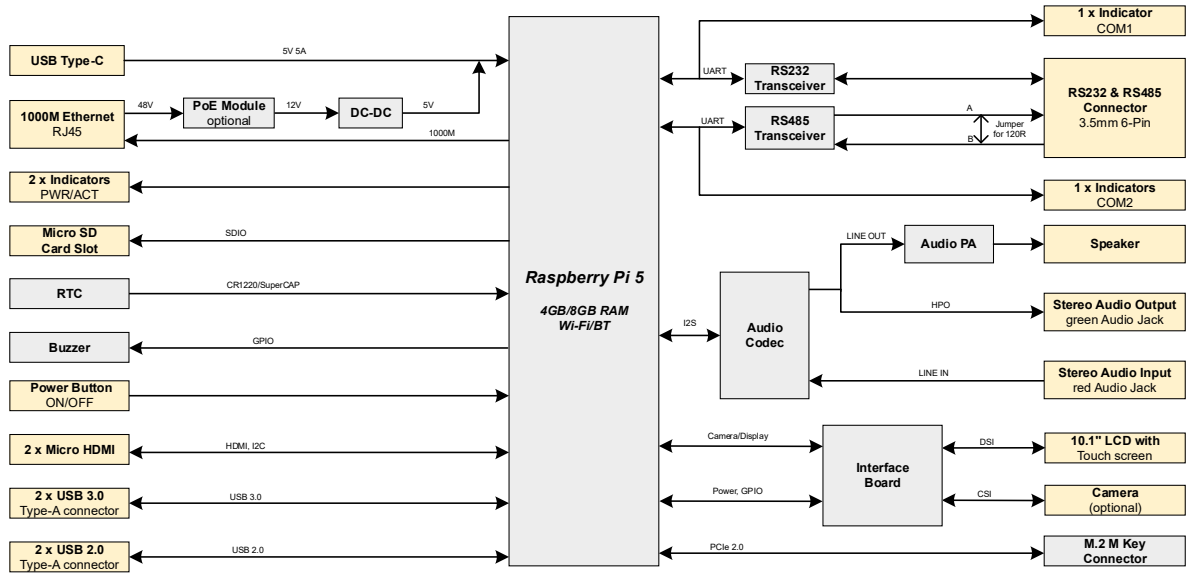 USB Type-C
5V 5A
1000M Ethernet
RJ45
48V
PoE Module
optional
12V
DC-DC
5V
1000M
2 x Indicators
PWR/ACT
Micro SD
Card Slot
SDIO
RTC
CR1220/SuperCAP
Buzzer
GPIO
Power Button
ON/OFF
2 x Micro HDMI
HDMI, I2C
2 x USB 3.0
Type-A connector
USB 3.0
2 x USB 2.0
Type-A connector
USB 2.0
Raspberry Pi 5
4GB/8GB RAM
Wi-Fi/BT
1 x Indicator
COM1
UART
RS232
Transceiver
RS232 & RS485
Connector
3.5mm 6-Pin
UART
RS485
Transceiver
A
B
Jumper
for 120R
1 x Indicators
COM2
LINE OUT
Audio PA
Speaker
I2S
Audio
Codec
HPO
Stereo Audio Output
green Audio Jack
LINE IN
Stereo Audio Input
red Audio Jack
Camera/Display
Power, GPIO
Interface
Board
DSI
10.1" LCD with
Touch screen
CSI
Camera
(optional)
PCIe 2.0
M.2 M Key
Connector